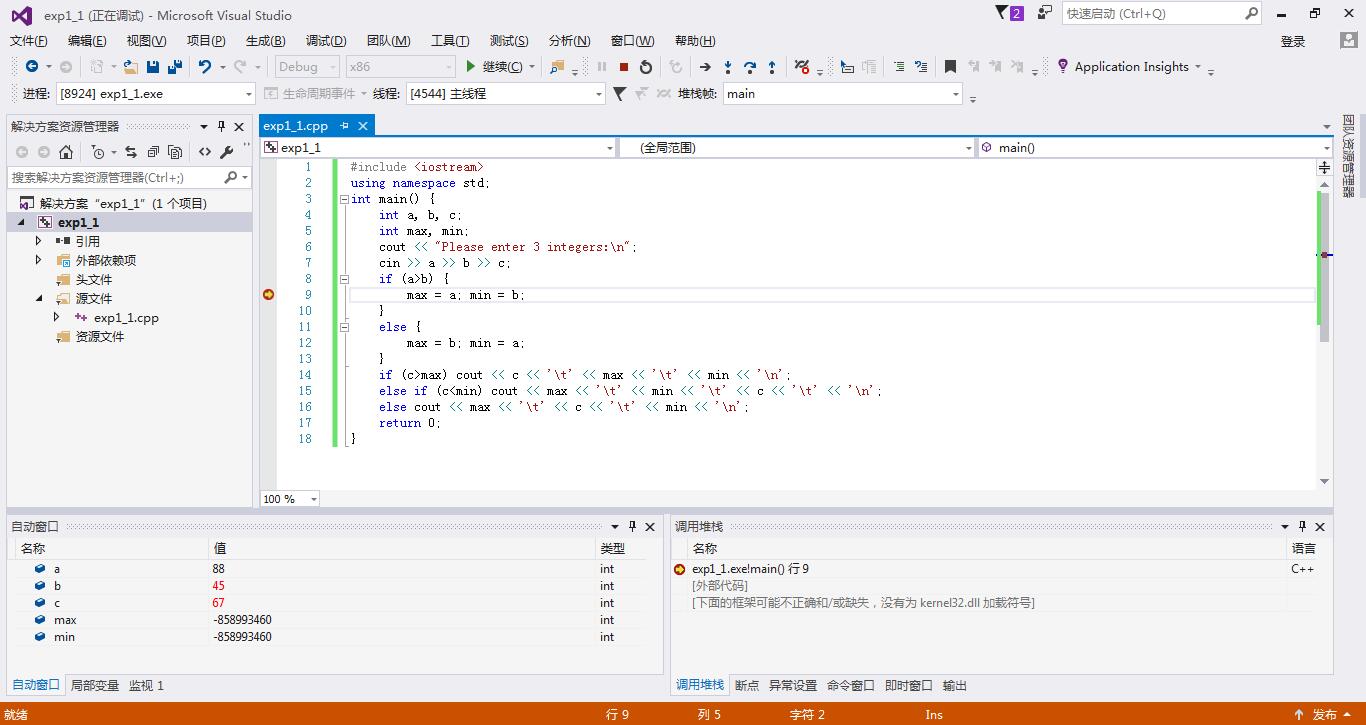 exp1_1 (正在调试) - Microsoft Visual Studio
2
快速启动 (Ctrl+Q)
文件(F) 编辑(E) 视图(V) 项目(P) 生成(B) 调试(D) 团队(M) 工具(T) 测试(S) 分析(N) 窗口(W) 帮助(H) 登录
Debug x86 继续(C) Application Insights
进程: [8924] exp1_1.exe 生命周期事件 线程: [4544] 主线程 堆栈帧: main
解决方案资源管理器
搜索解决方案资源管理器(Ctrl+;)
解决方案 "exp1_1" (1 个项目)
exp1_1
引用
外部依赖项
头文件
源文件
exp1_1.cpp
资源文件
exp1_1.cpp
exp1_1 (全局范围) main()
1 #include <iostream>
2 using namespace std;
3 int main() {
4 int a, b, c;
5 int max, min;
6 cout << "Please enter 3 integers:\n";
7 cin >> a >> b >> c;
8 if (a>b) {
9 max = a; min = b;
10 }
11 else {
12 max = b; min = a;
13 }
14 if (c>max) cout << c << '\t' << max << '\t' << min << '\n';
15 else if (c<min) cout << max << '\t' << min << '\t' << c << '\t' << '\n';
16 else cout << max << '\t' << c << '\t' << min << '\n';
17 return 0;
18 }
100 %
团队资源管理器
自动窗口
名称 值 类型
a 88 int
b 45 int
c 67 int
max -858993460 int
min -858993460 int
自动窗口 局部变量 监视 1
调用堆栈
名称 语言
exp1_1.exe!main() 行 9 C++
[外部代码]
[下面的框架可能不正确和/或缺失，没有为 kernel32.dll 加载符号]
调用堆栈 断点 异常设置 命令窗口 即时窗口 输出
就绪 行 9 列 5 字符 2 Ins 发布